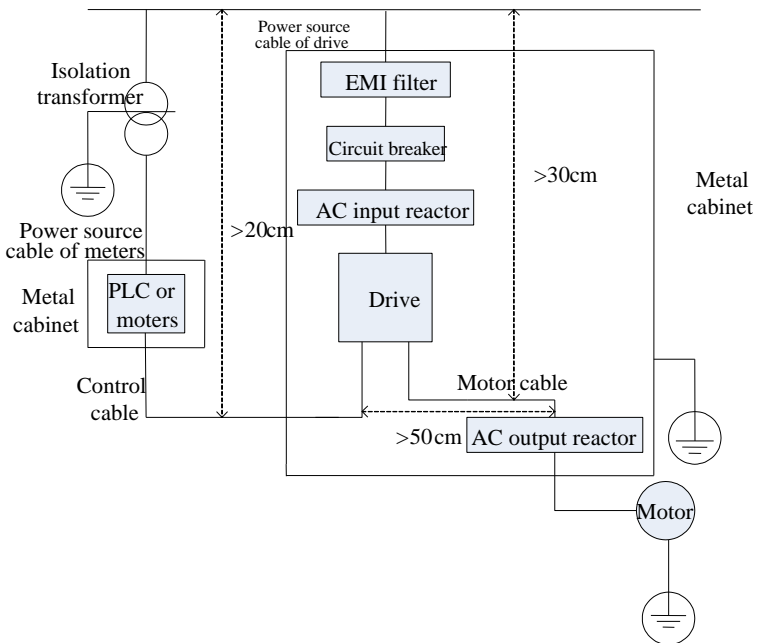 Power source
cable of drive
Isolation
transformer
EMI filter
Circuit breaker
>30cm
Metal
cabinet
AC input reactor
>20cm
Power source
cable of meters
PLC or
moters
Metal
cabinet
Drive
Control
cable
Motor cable
>50cm
AC output reactor
Motor